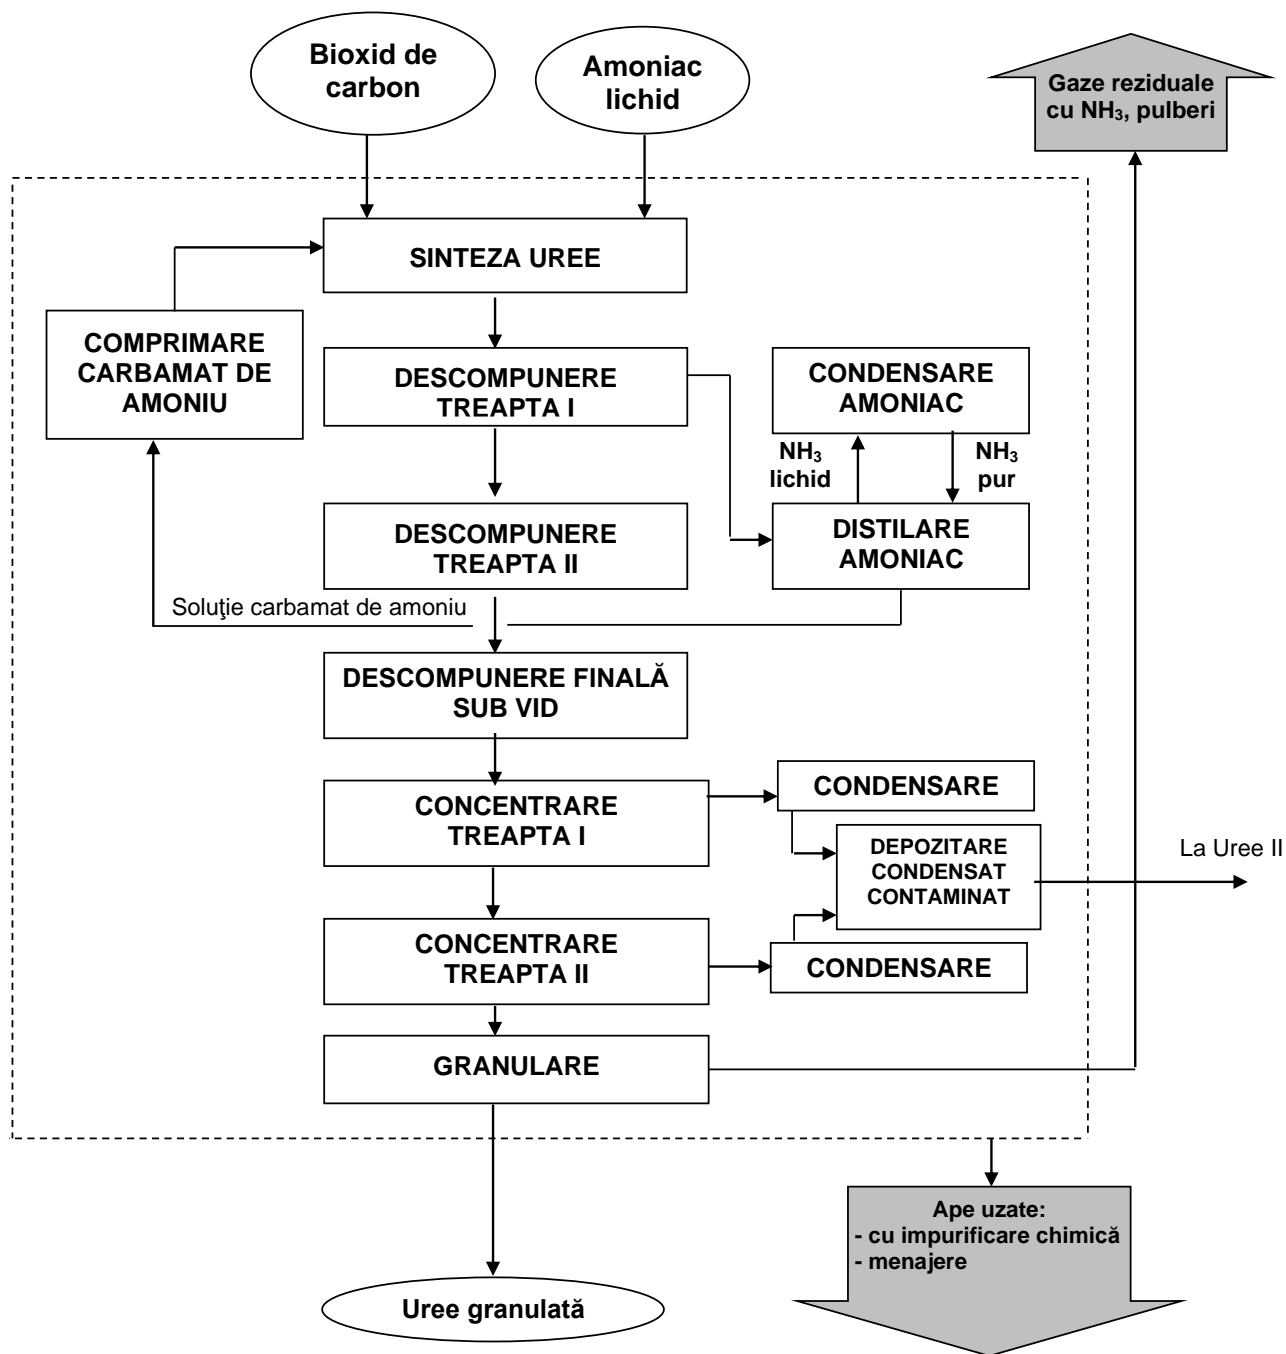 Bioxid de
carbon
Amoniac
lichid
Gaze reziduale
cu NH₃, pulberi
SINTEZA UREE
COMPRIMARE
CARBAMAT DE
AMONIU
DESCOMPUNERE
TREAPTA I
CONDENSARE
AMONIAC
NH₃
lichid
NH₃
pur
DESCOMPUNERE
TREAPTA II
DISTILARE
AMONIAC
Soluţie carbamat de amoniu
DESCOMPUNERE FINALĂ
SUB VID
CONCENTRARE
TREAPTA I
CONDENSARE
DEPOZITARE
CONDENSAT
CONTAMINAT
La Uree II
CONCENTRARE
TREAPTA II
CONDENSARE
GRANULARE
Ape uzate:
- cu impurificare chimică
- menajere
Uree granulată